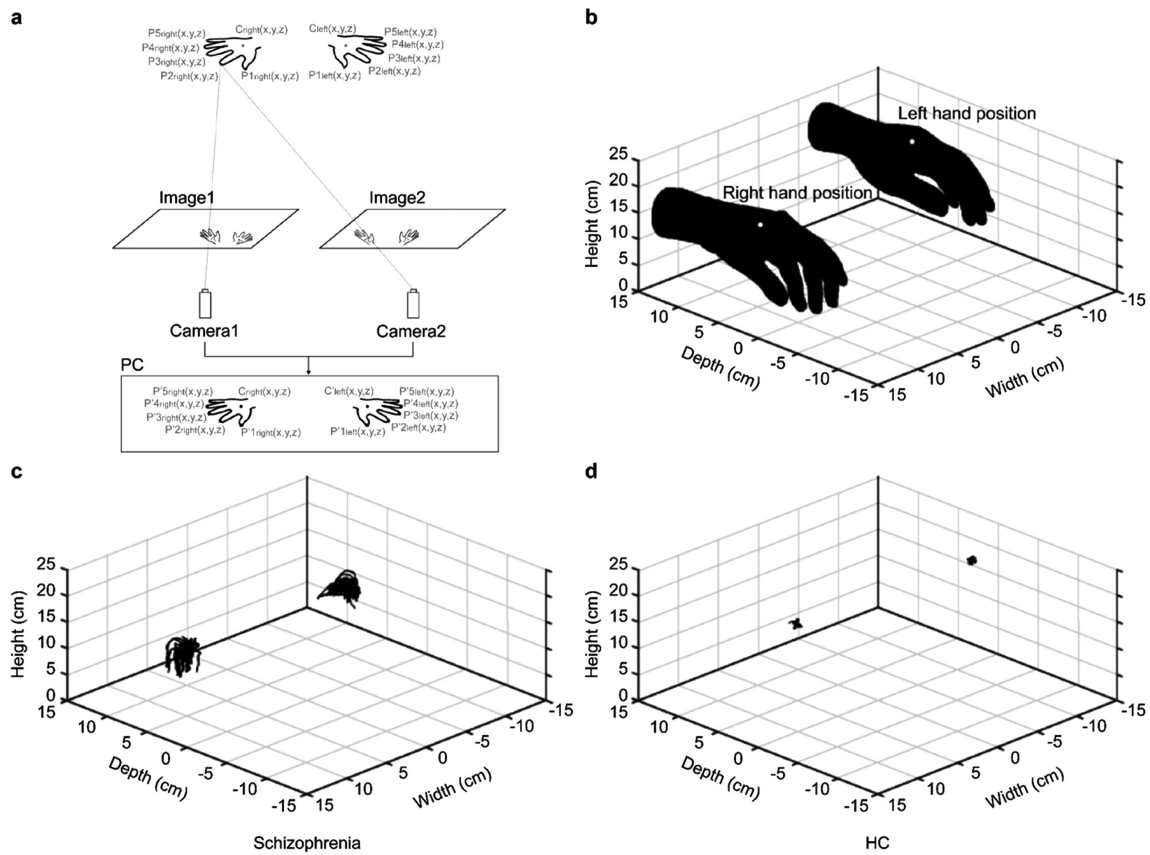 a
P5right(x,y,z)
Cright(x,y,z)
Cleft(x,y,z)
P5left(x,y,z)
P4right(x,y,z)
P4left(x,y,z)
P3right(x,y,z)
P3left(x,y,z)
P2right(x,y,z)
P1right(x,y,z)
P1left(x,y,z)
P2left(x,y,z)
Image1
Image2
Camera1
Camera2
PC
P'5right(x,y,z)
Cright(x,y,z)
C'left(x,y,z)
P'5left(x,y,z)
P'4right(x,y,z)
P'4left(x,y,z)
P'3right(x,y,z)
P'3left(x,y,z)
P'2right(x,y,z)
P'1right(x,y,z)
P'1left(x,y,z)
P'2left(x,y,z)
b
Left hand position
Right hand position
Height (cm)
25
20
15
10
5
0
15
10
5
0
-5
-10
-15
Depth (cm)
15
10
5
0
-5
-10
-15
Width (cm)
c
Height (cm)
25
20
15
10
5
0
15
10
5
0
-5
-10
-15
Depth (cm)
15
10
5
0
-5
-10
-15
Width (cm)
Schizophrenia
d
Height (cm)
25
20
15
10
5
0
15
10
5
0
-5
-10
-15
Depth (cm)
15
10
5
0
-5
-10
-15
Width (cm)
HC